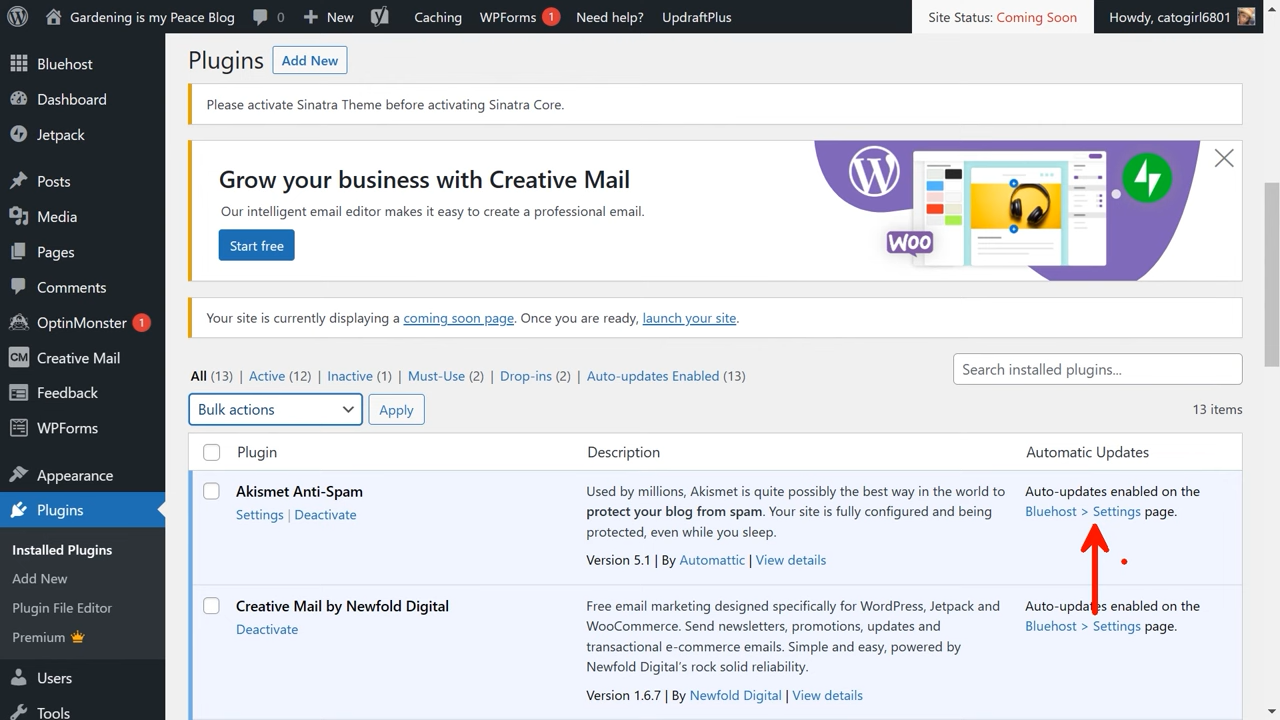 Gardening is my Peace Blog 0 New Caching WPForms 1 Need help? UpdraftPlus Site Status: Coming Soon Howdy, catogirl6801
Bluehost
Dashboard
Jetpack
Posts
Media
Pages
Comments
OptinMonster 1
CM Creative Mail
Feedback
WPForms
Appearance
Plugins
Installed Plugins
Add New
Plugin File Editor
Premium
Users
Tools
Plugins Add New
Please activate Sinatra Theme before activating Sinatra Core.
Grow your business with Creative Mail
Our intelligent email editor makes it easy to create a professional email.
Start free
WOO
Your site is currently displaying a coming soon page. Once you are ready, launch your site.
All (13) | Active (12) | Inactive (1) | Must-Use (2) | Drop-ins (2) | Auto-updates Enabled (13)
Search installed plugins...
Bulk actions Apply
13 items
Plugin Description Automatic Updates
Akismet Anti-Spam
Settings | Deactivate
Used by millions, Akismet is quite possibly the best way in the world to
protect your blog from spam. Your site is fully configured and being
protected, even while you sleep.
Version 5.1 | By Automattic | View details
Auto-updates enabled on the
Bluehost > Settings page.
Creative Mail by Newfold Digital
Deactivate
Free email marketing designed specifically for WordPress, Jetpack and
WooCommerce. Send newsletters, promotions, updates and
transactional e-commerce emails. Simple and easy, powered by
Newfold Digital's rock solid reliability.
Version 1.6.7 | By Newfold Digital | View details
Auto-updates enabled on the
Bluehost > Settings page.